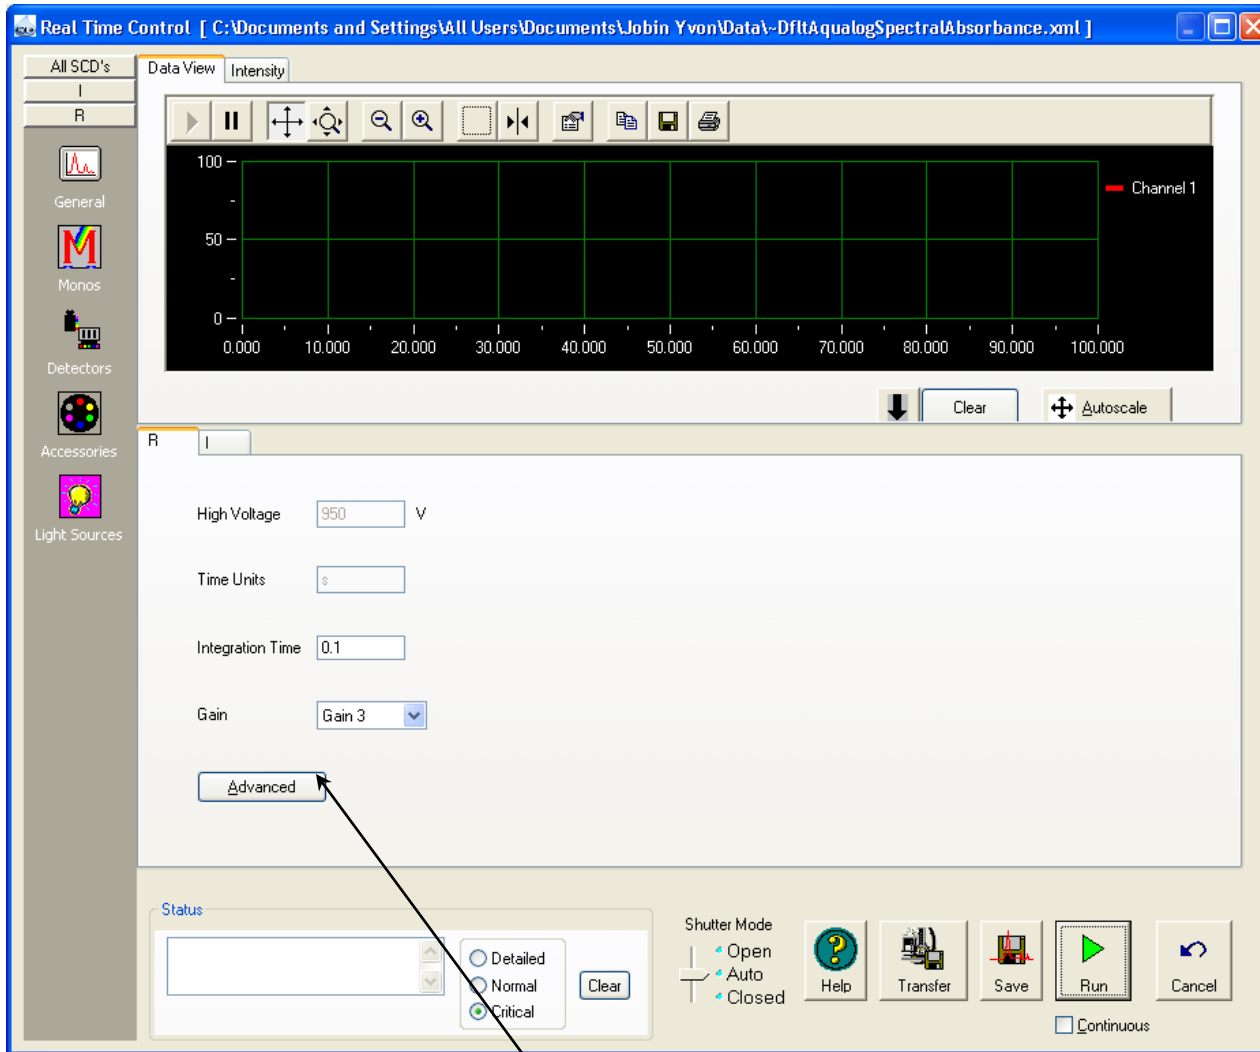 Real Time Control [ C:\Documents and Settings\All Users\Documents\Jobin Yvon\Data\~DfltAqualogSpectralAbsorbance.xml ]
All SCD's
I
R
General
Monos
Detectors
Accessories
Light Sources
Data View Intensity
100
50
0
0.000 10.000 20.000 30.000 40.000 50.000 60.000 70.000 80.000 90.000 100.000
Channel 1
Clear Autoscale
R I
High Voltage 950 V
Time Units s
Integration Time 0.1
Gain Gain 3
Advanced
Status
Detailed
Normal
Critical
Clear
Shutter Mode
Open
Auto
Closed
Help Transfer Save Run Cancel
Continuous